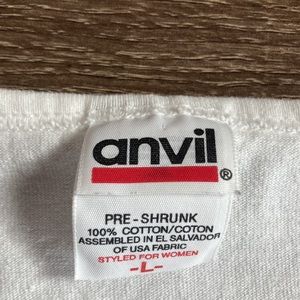 anvil
®
PRE-SHRUNK
100% COTTON/COTON
ASSEMBLED IN EL SALVADOR
OF USA FABRIC
STYLED FOR WOMEN
-L-